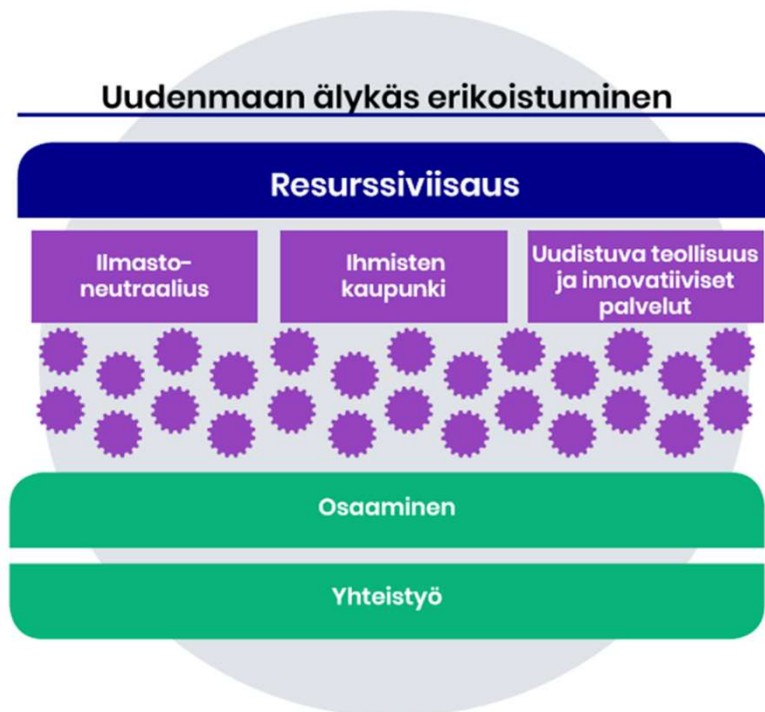 Uudenmaan älykäs erikoistuminen
Resurssiviisaus
Ilmasto-
neutraalius
Ihmisten
kaupunki
Uudistuva teollisuus
ja innovatiiviset
palvelut
Osaaminen
Yhteistyö